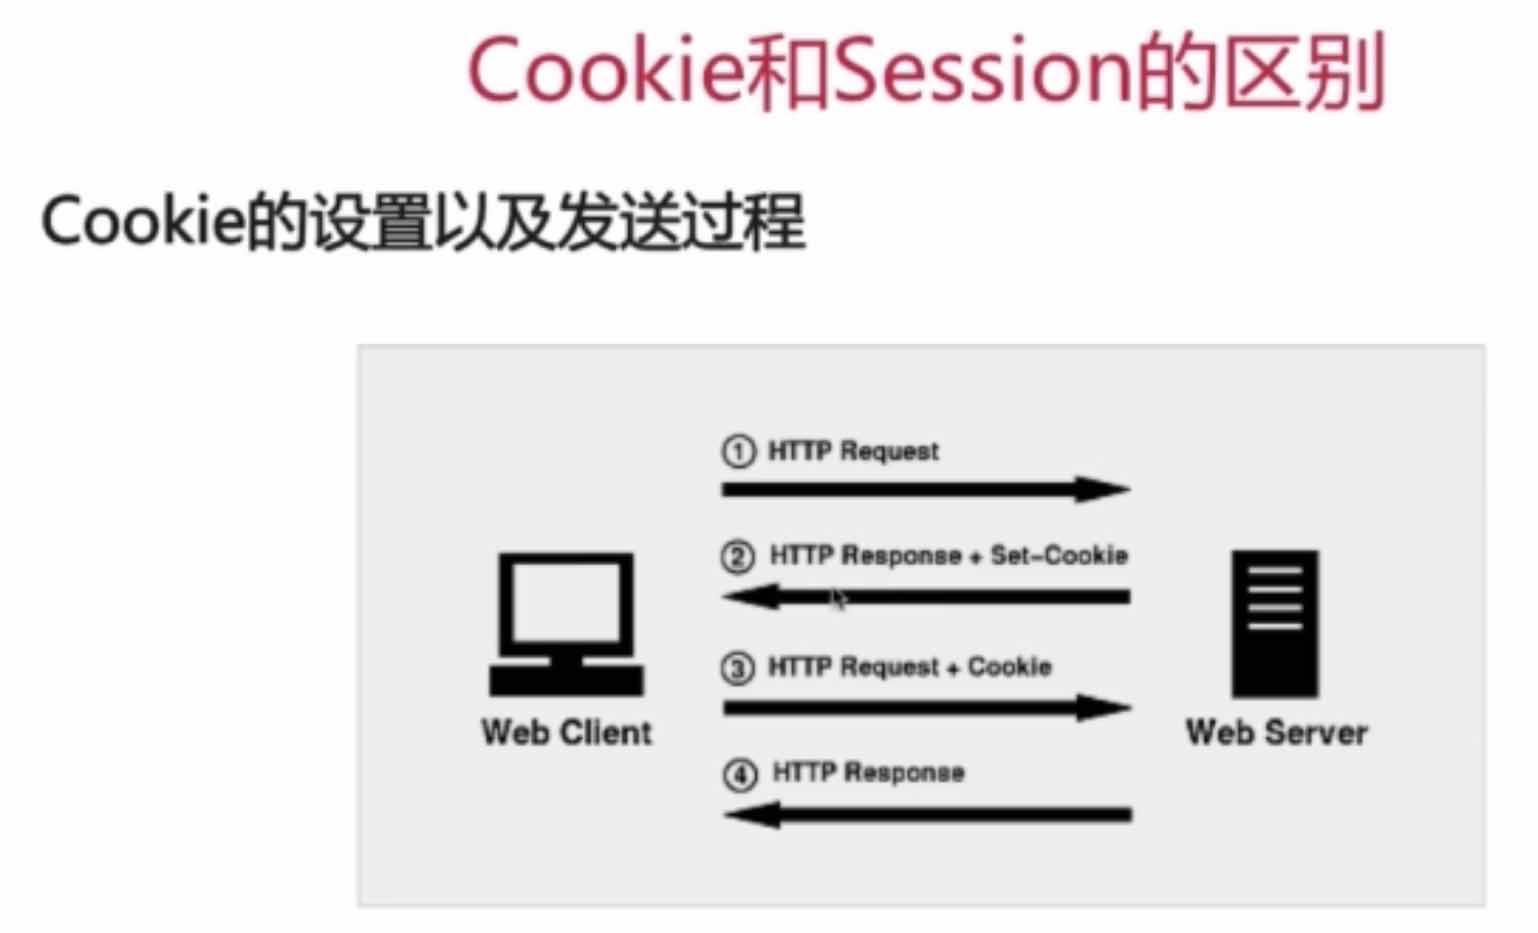 Cookie和Session的区别
Cookie的设置以及发送过程
① HTTP Request
② HTTP Response + Set-Cookie
③ HTTP Request + Cookie
Web Client
Web Server
④ HTTP Response